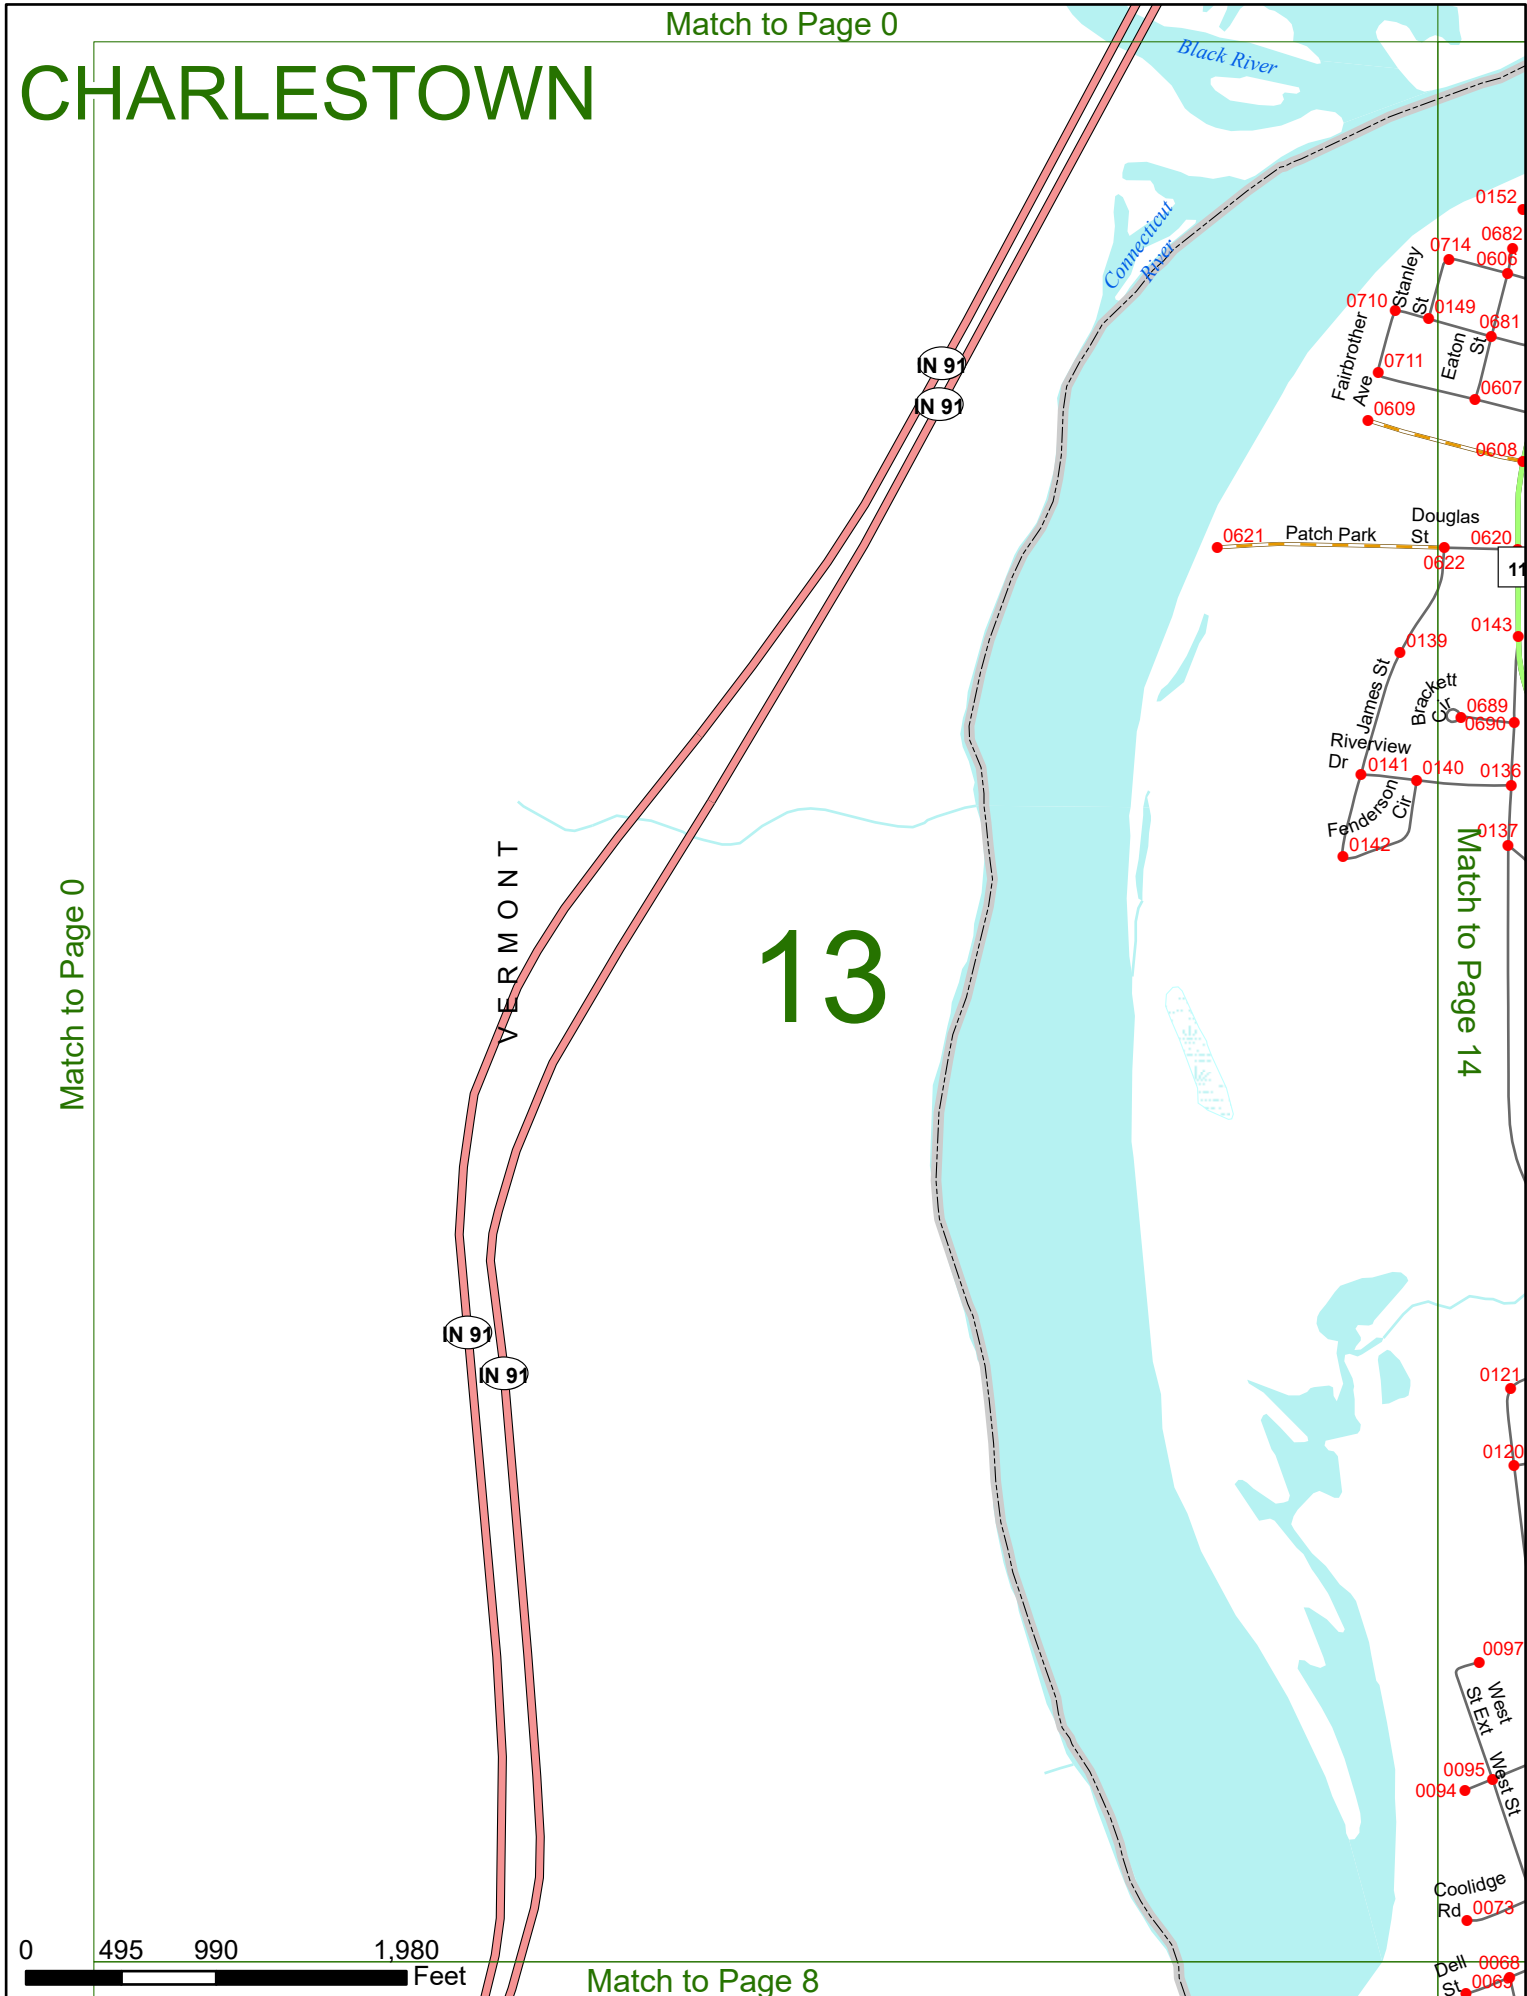 Match to Page 0
CHARLESTOWN
Black River
Connecticut
River
0152
0682
0714
0606
Stanley
St
0710
0149
0681
Fairbrother
Ave
Eaton
St
0711
0607
0609
0608
IN 91
IN 91
Douglas
St
0621
Patch Park
0620
0622
11
0143
0139
James St
Brackett
Cir
0689
0690
Riverview
Dr
0141
0140
0136
Fenderson
Cir
0142
0137
VERMONT
13
Match to Page 0
Match to Page 14
IN 91
IN 91
0121
0120
0097
West
St Ext
0095
0094
West St
Coolidge
Rd
0073
0068
Dell
St
0069
0 495 990 1,980
Feet
Match to Page 8